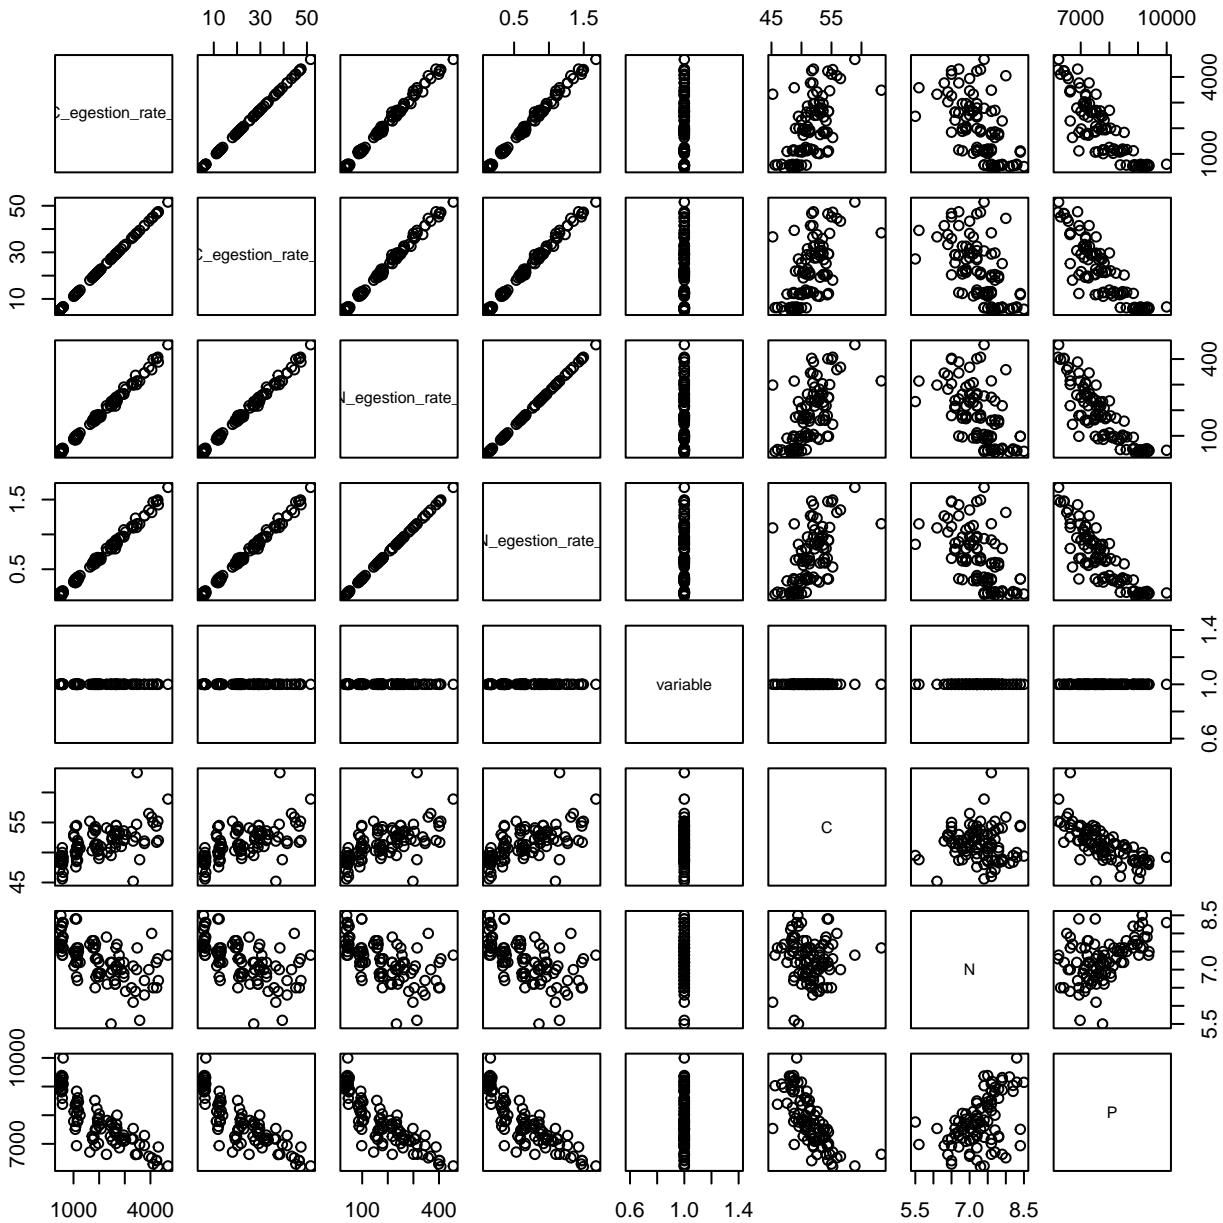 10 30 50 0.5 1.5 45 55 7000 10000
C_egestion_rate_ 1000 4000
10 30 50 C_egestion_rate_
N_egestion_rate_ 100 400
0.5 1.5 N_egestion_rate_
variable 0.6 1.0 1.4
45 55 C
N 5.5 7.0 8.5
7000 10000 P
1000 4000 100 400 0.6 1.0 1.4 5.5 7.0 8.5